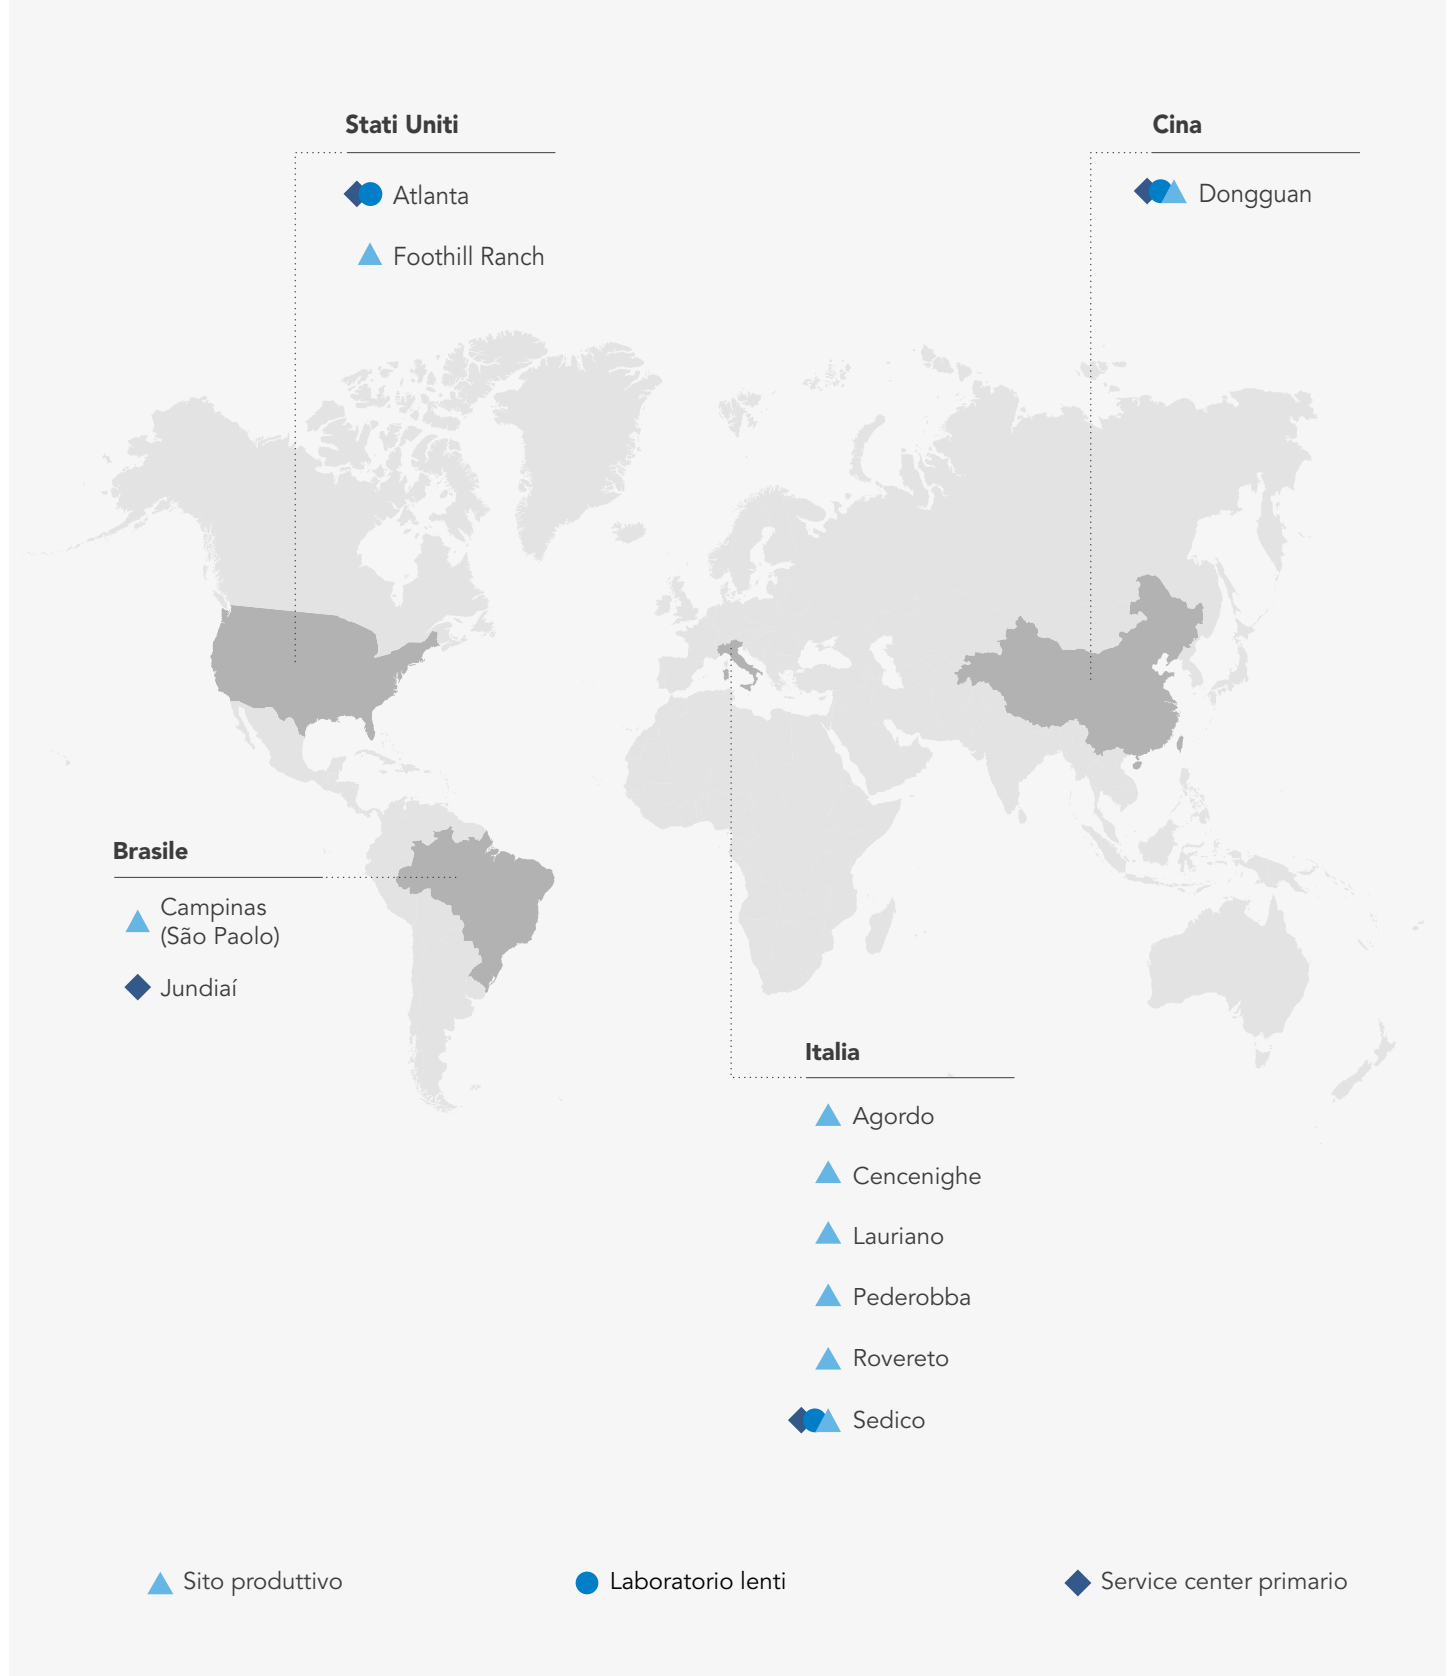 Stati Uniti
Atlanta
Foothill Ranch
Cina
Dongguan
Brasile
Campinas
(São Paolo)
Jundiaí
Italia
Agordo
Cencenighe
Lauriano
Pederobba
Rovereto
Sedico
Sito produttivo
Laboratorio lenti
Service center primario